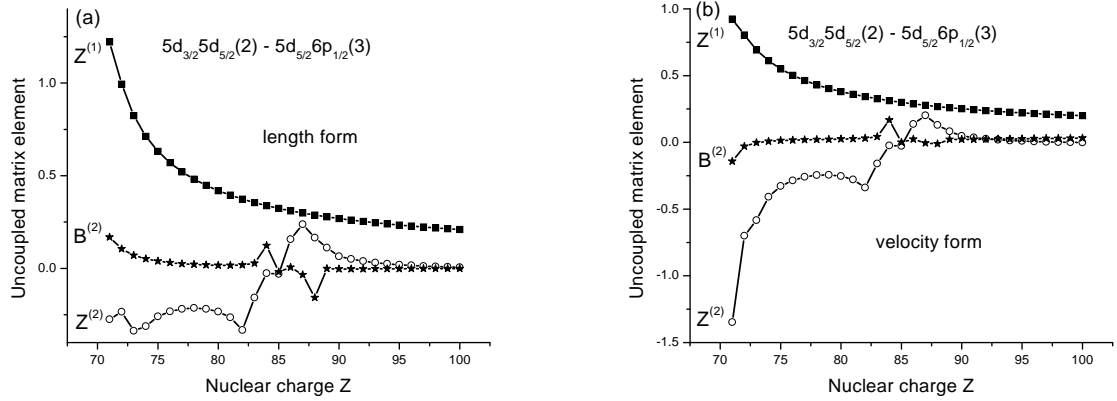 (a)
5d3/25d5/2(2) - 5d5/26p1/2(3)
Z(1)
length form
B(2)
Z(2)
Uncoupled matrix element
1.0
0.5
0.0
70 75 80 85 90 95 100
Nuclear charge Z
(b)
5d3/25d5/2(2) - 5d5/26p1/2(3)
Z(1)
B(2)
velocity form
Z(2)
Uncoupled matrix element
1.0
0.5
0.0
-0.5
-1.0
-1.5
70 75 80 85 90 95 100
Nuclear charge Z